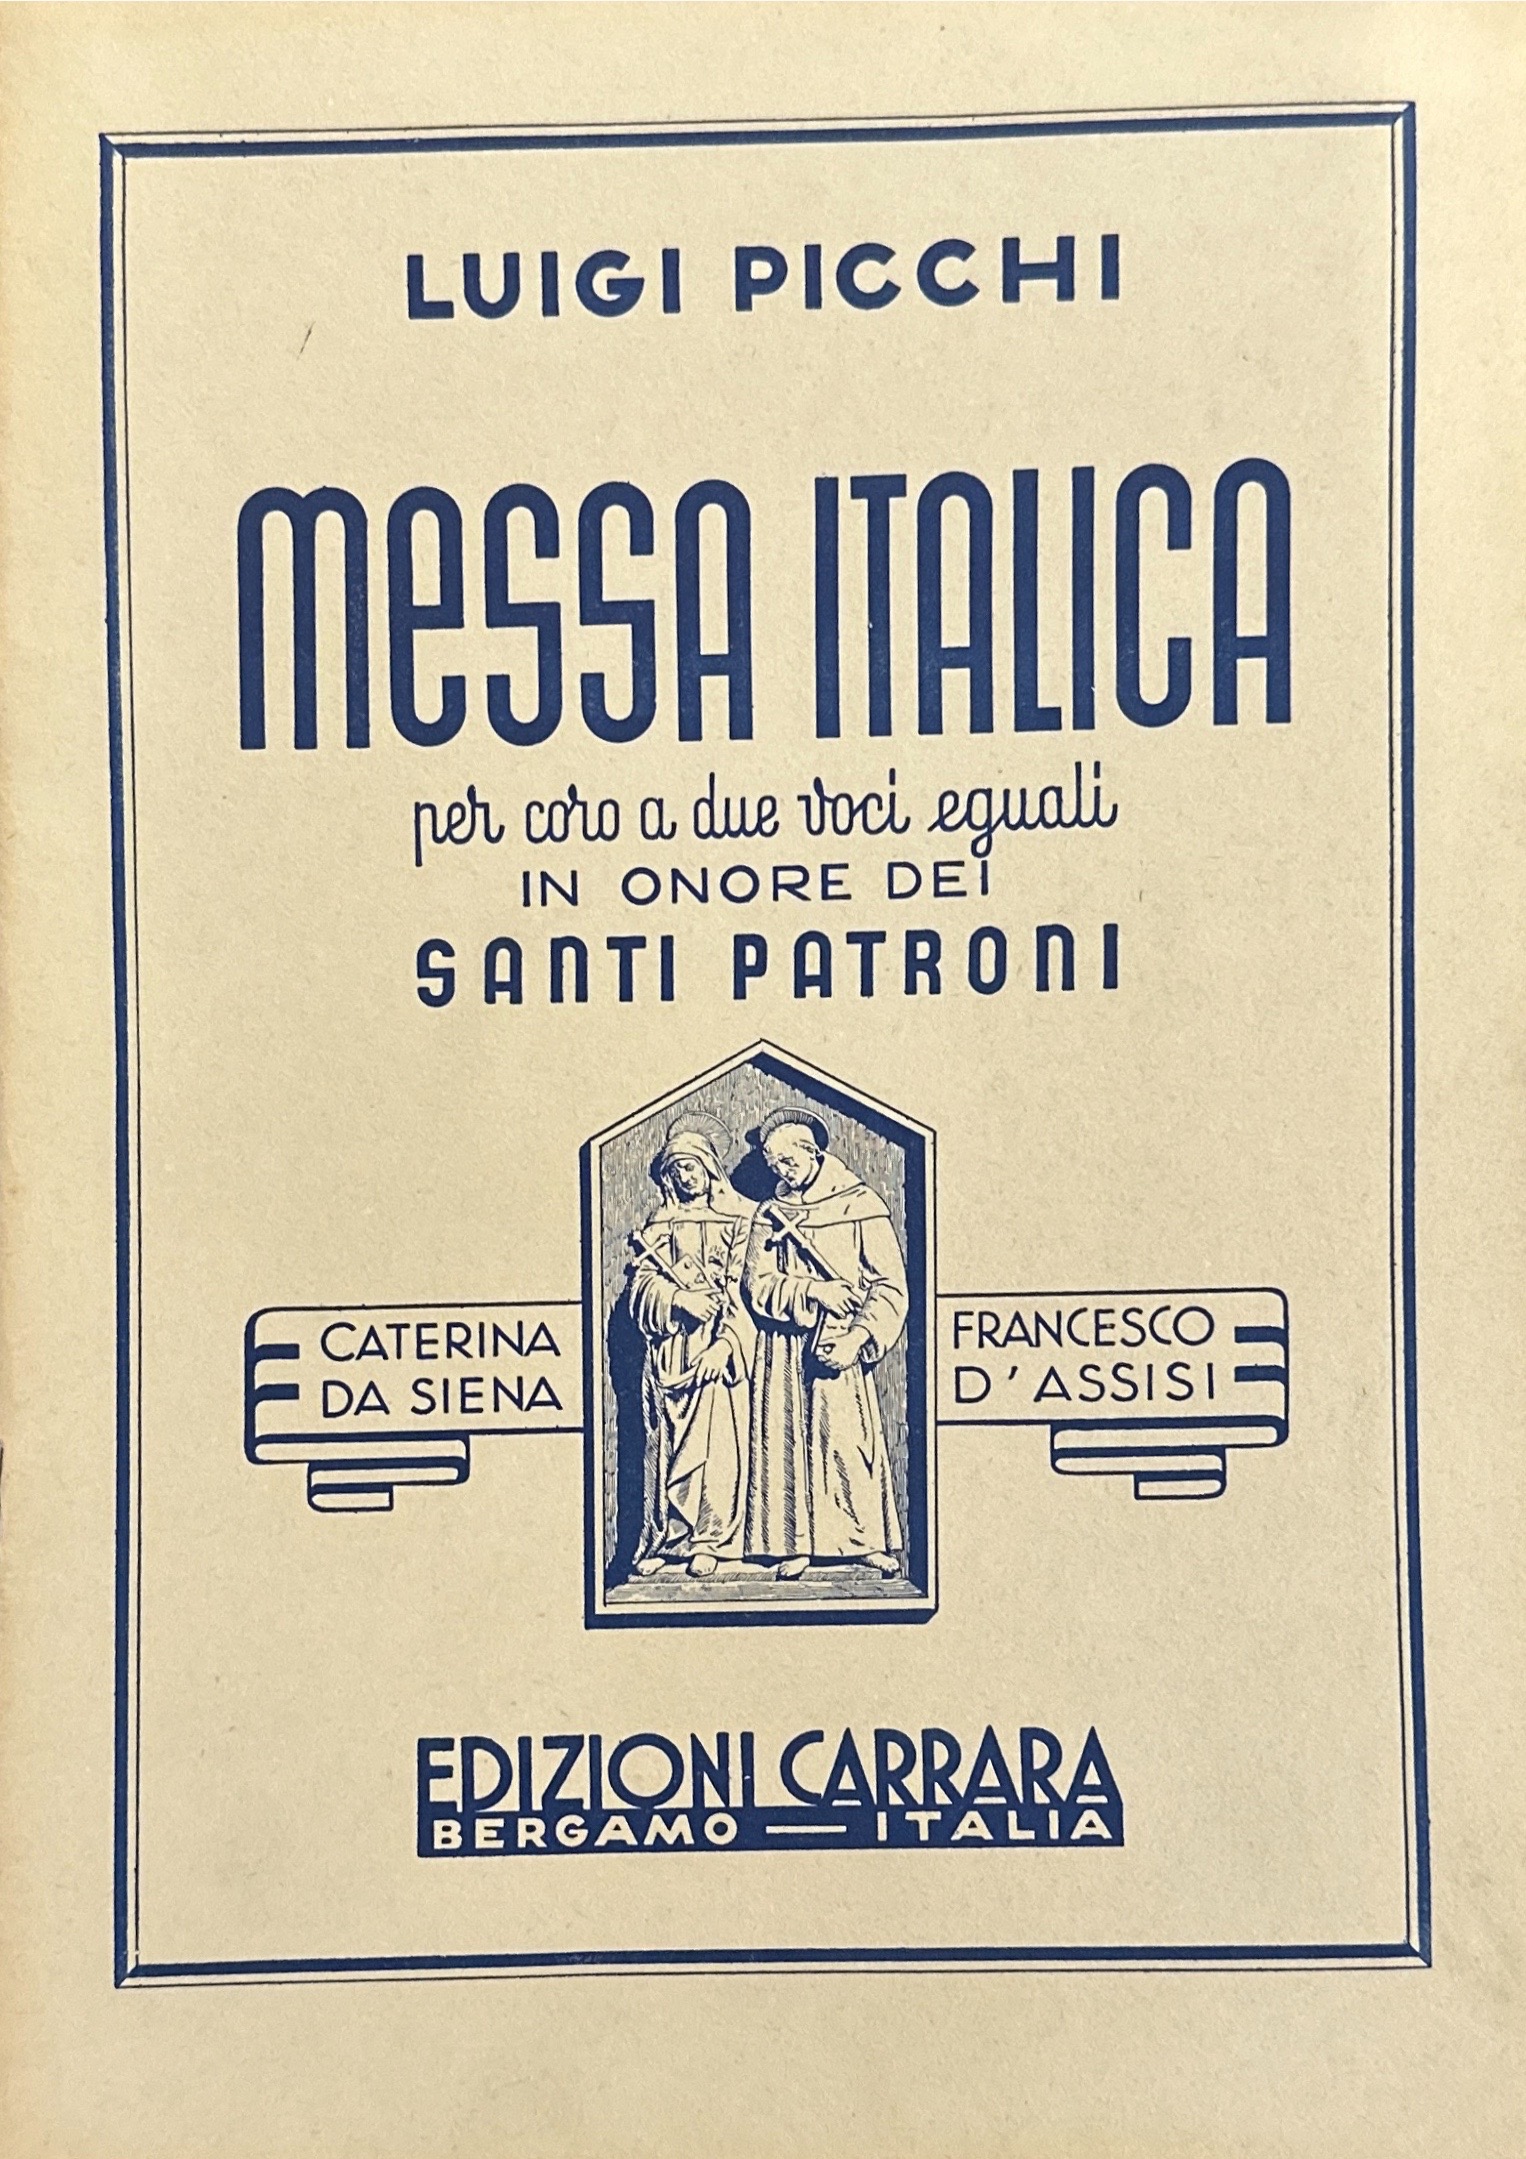 LUIGI PICCHI
MESSA ITALICA
per coro a due voci eguali
IN ONORE DEI
SANTI PATRONI
CATERINA
DA SIENA
FRANCESCO
D'ASSISI
EDIZIONI CARRARA
BERGAMO — ITALIA